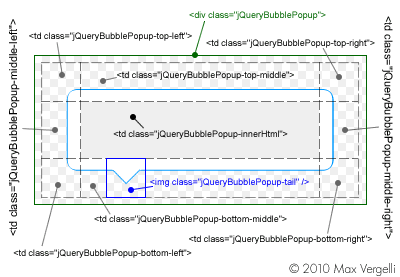 <div class="jQueryBubblePopup">
<td class="jQueryBubblePopup-top-left">
<td class="jQueryBubblePopup-top-right">
<td class="jQueryBubblePopup-middle-left">
<td class="jQueryBubblePopup-top-middle">
<td class="jQueryBubblePopup-middle-right">
<td class="jQueryBubblePopup-innerHtml">
<img class="jQueryBubblePopup-tail" />
<td class="jQueryBubblePopup-bottom-middle">
<td class="jQueryBubblePopup-bottom-right">
<td class="jQueryBubblePopup-bottom-left">
© 2010 Max Vergelli